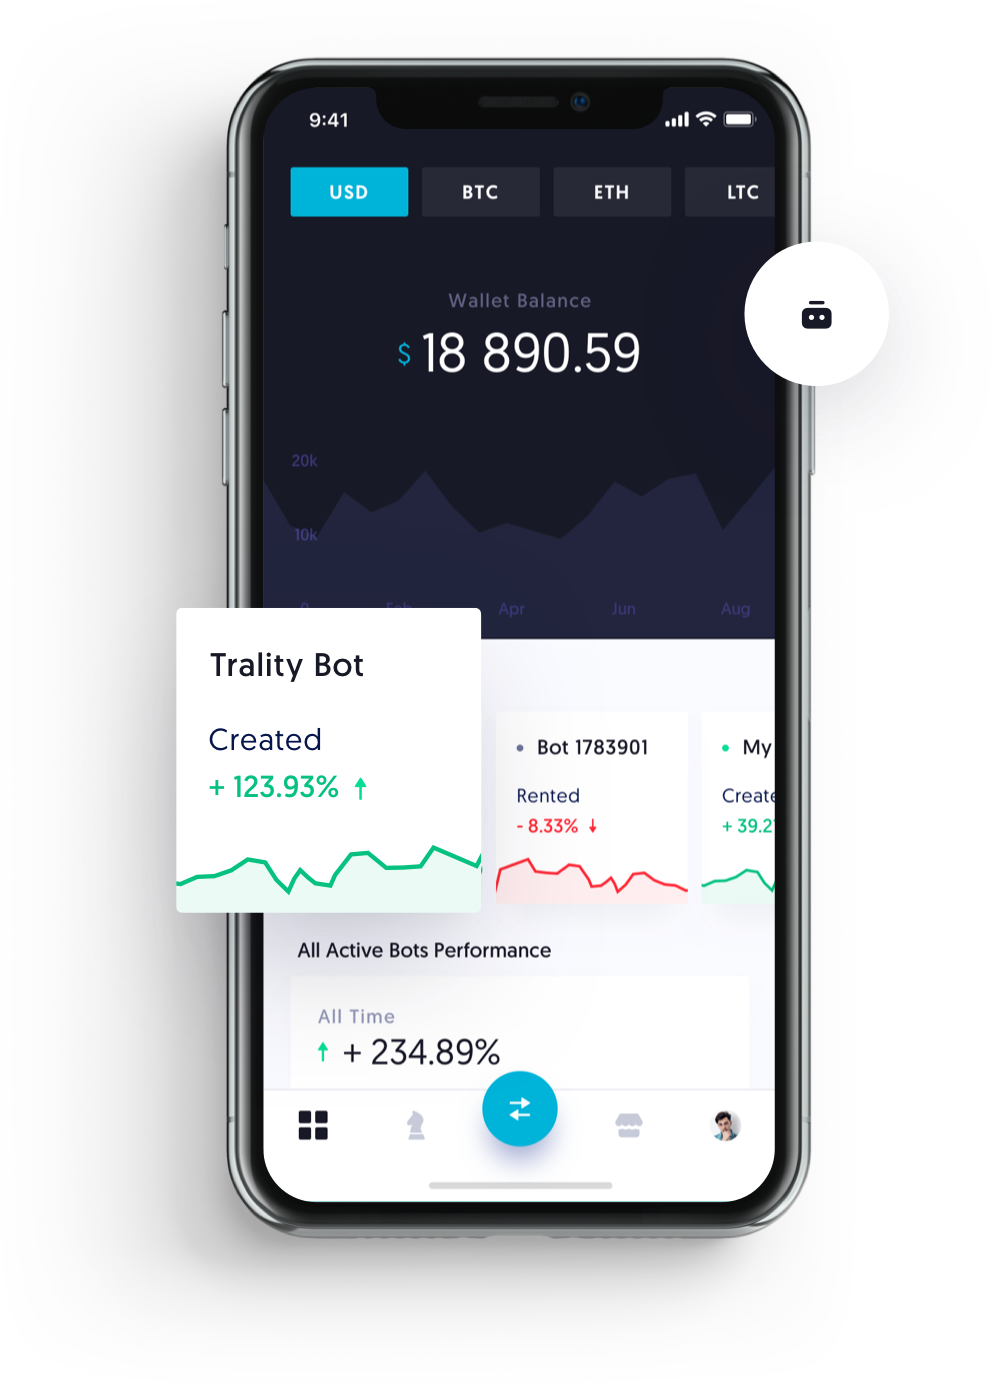 9:41
USD
BTC
ETH
LTC
Wallet Balance
$ 18 890.59
20k
10k
Apr
Jun
Aug
Trality Bot
Created
+ 123.93%
Bot 1783901
Rented
- 8.33%
My
Create
+ 39.2
All Active Bots Performance
All Time
+ 234.89%